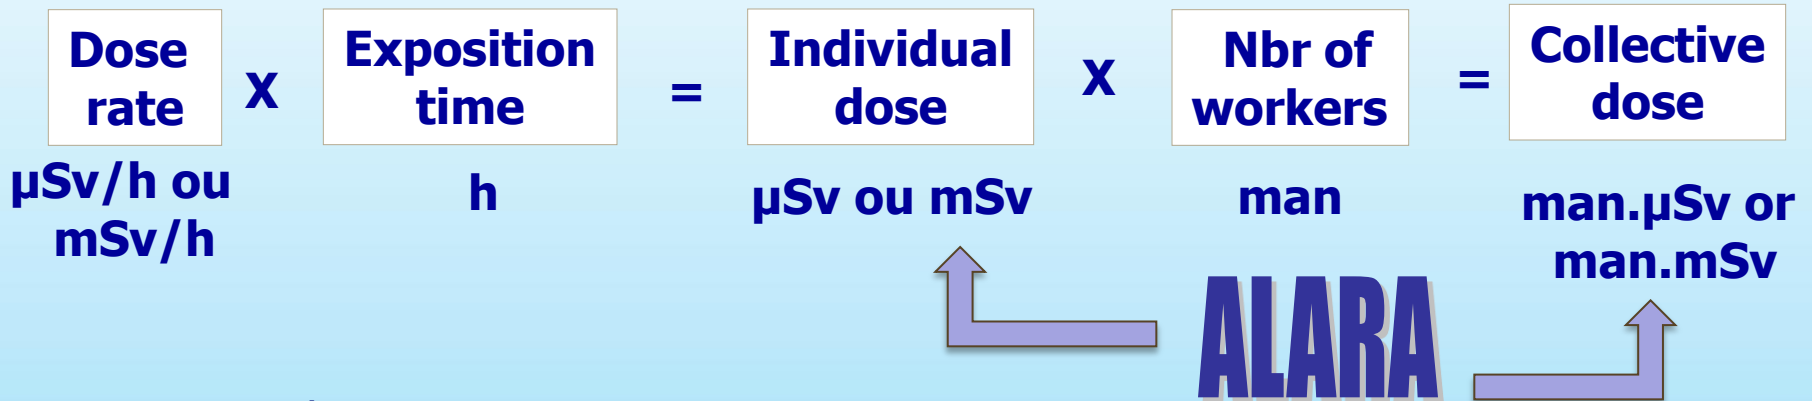 Dose
rate
X
Exposition
time
=
Individual
dose
X
Nbr of
workers
=
Collective
dose
µSv/h ou
mSv/h
h
µSv ou mSv
man
man.µSv or
man.mSv
ALARA